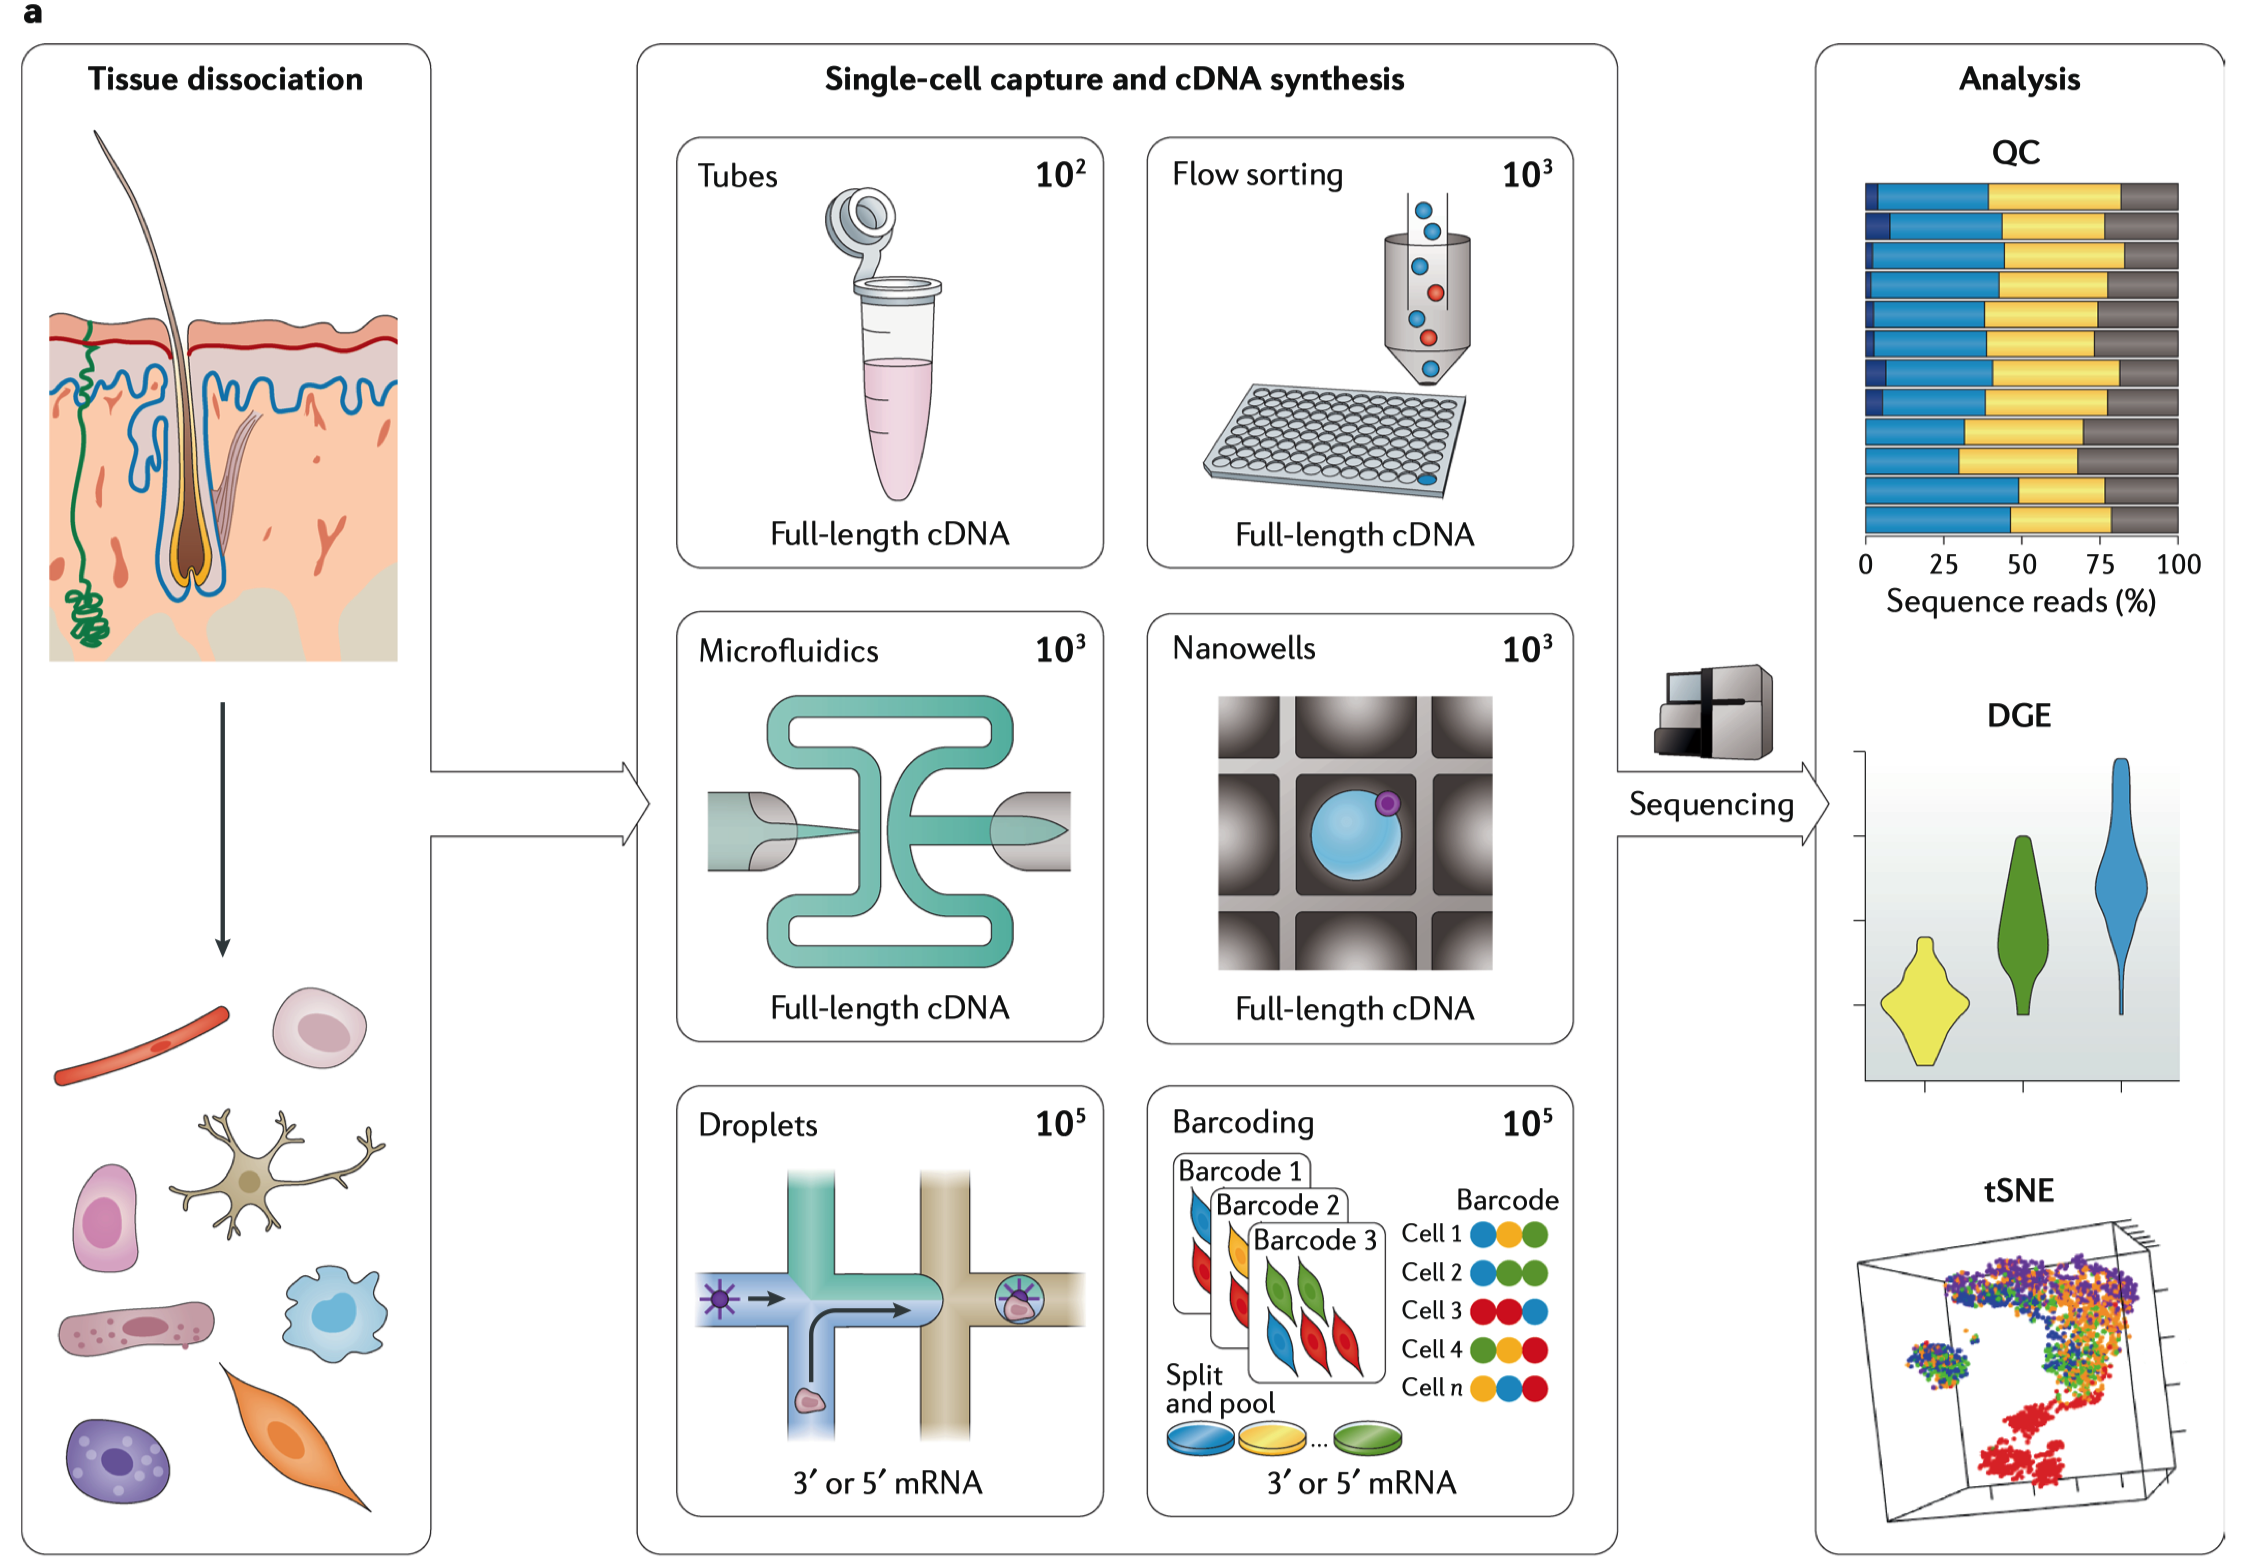 a
Tissue dissociation
Single-cell capture and cDNA synthesis
Tubes 10²
Full-length cDNA
Flow sorting 10³
Full-length cDNA
Microfluidics 10³
Full-length cDNA
Nanowells 10³
Full-length cDNA
Droplets 10⁵
3′ or 5′ mRNA
Barcoding 10⁵
Barcode 1
Barcode 2
Barcode 3
Barcode
Cell 1
Cell 2
Cell 3
Cell 4
Cell n
Split
and pool
...
3′ or 5′ mRNA
Sequencing
Analysis
QC
0 25 50 75 100
Sequence reads (%)
DGE
tSNE